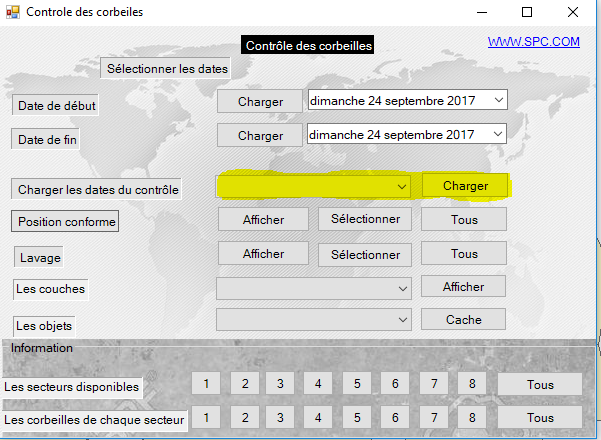 Controle des corbeiles
Contrôle des corbeilles
WWW.SPC.COM
Sélectionner les dates
Date de début Charger dimanche 24 septembre 2017
Date de fin Charger dimanche 24 septembre 2017
Charger les dates du contrôle Charger
Position conforme Afficher Sélectionner Tous
Lavage Afficher Sélectionner Tous
Les couches Afficher
Les objets Cache
Information
Les secteurs disponibles 1 2 3 4 5 6 7 8 Tous
Les corbeilles de chaque secteur 1 2 3 4 5 6 7 8 Tous